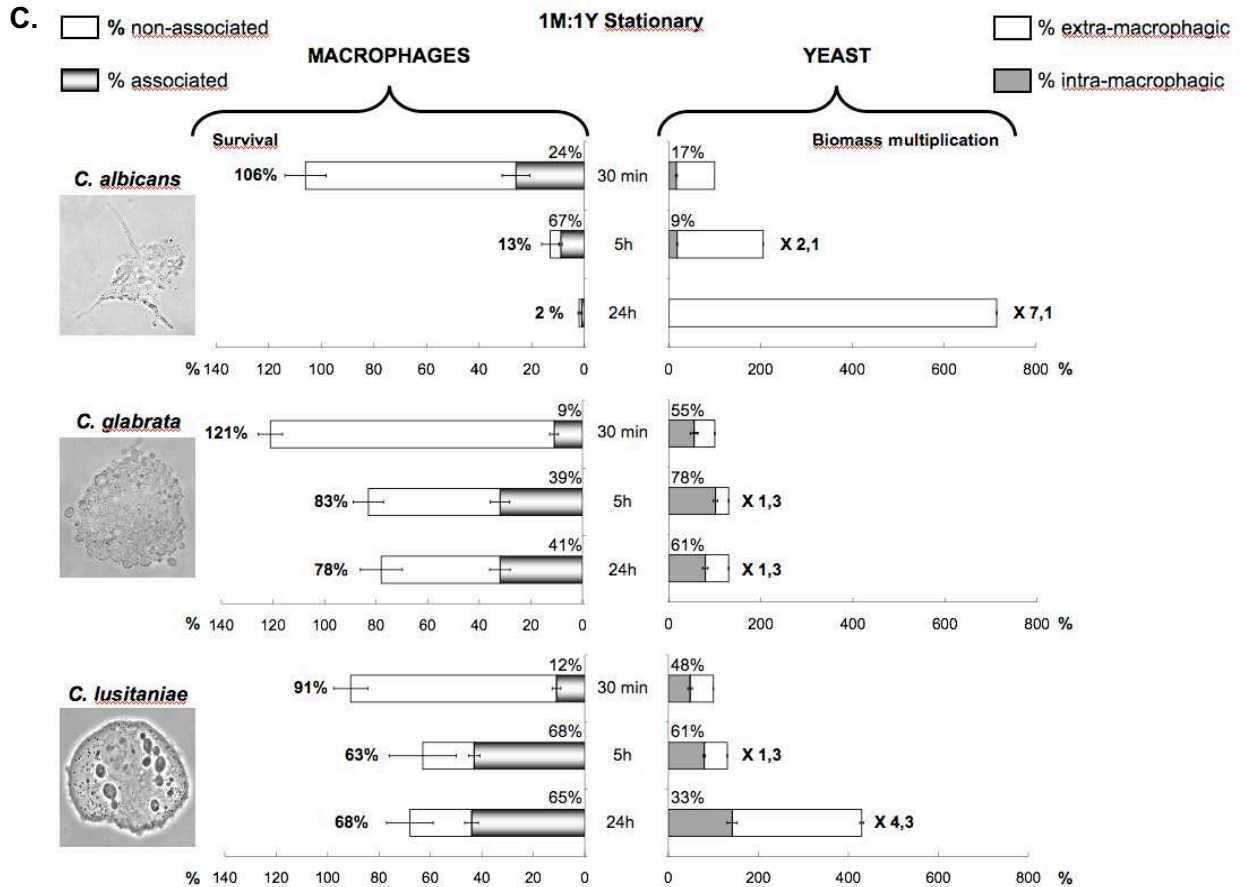 C.
1M:1Y Stationary
% non-associated
% associated
MACROPHAGES
YEAST
% extra-macrophagic
% intra-macrophagic
Survival
Biomass multiplication
C. albicans
106% 24% 30 min 17%
13% 67% 5h 9% X 2,1
2 % 24h X 7,1
% 140 120 100 80 60 40 20 0 0 200 400 600 800 %
C. glabrata
121% 9% 30 min 55%
83% 39% 5h 78% X 1,3
78% 41% 24h 61% X 1,3
% 140 120 100 80 60 40 20 0 0 200 400 600 800 %
C. lusitaniae
91% 12% 30 min 48%
63% 68% 5h 61% X 1,3
68% 65% 24h 33% X 4,3
% 140 120 100 80 60 40 20 0 0 200 400 600 800 %